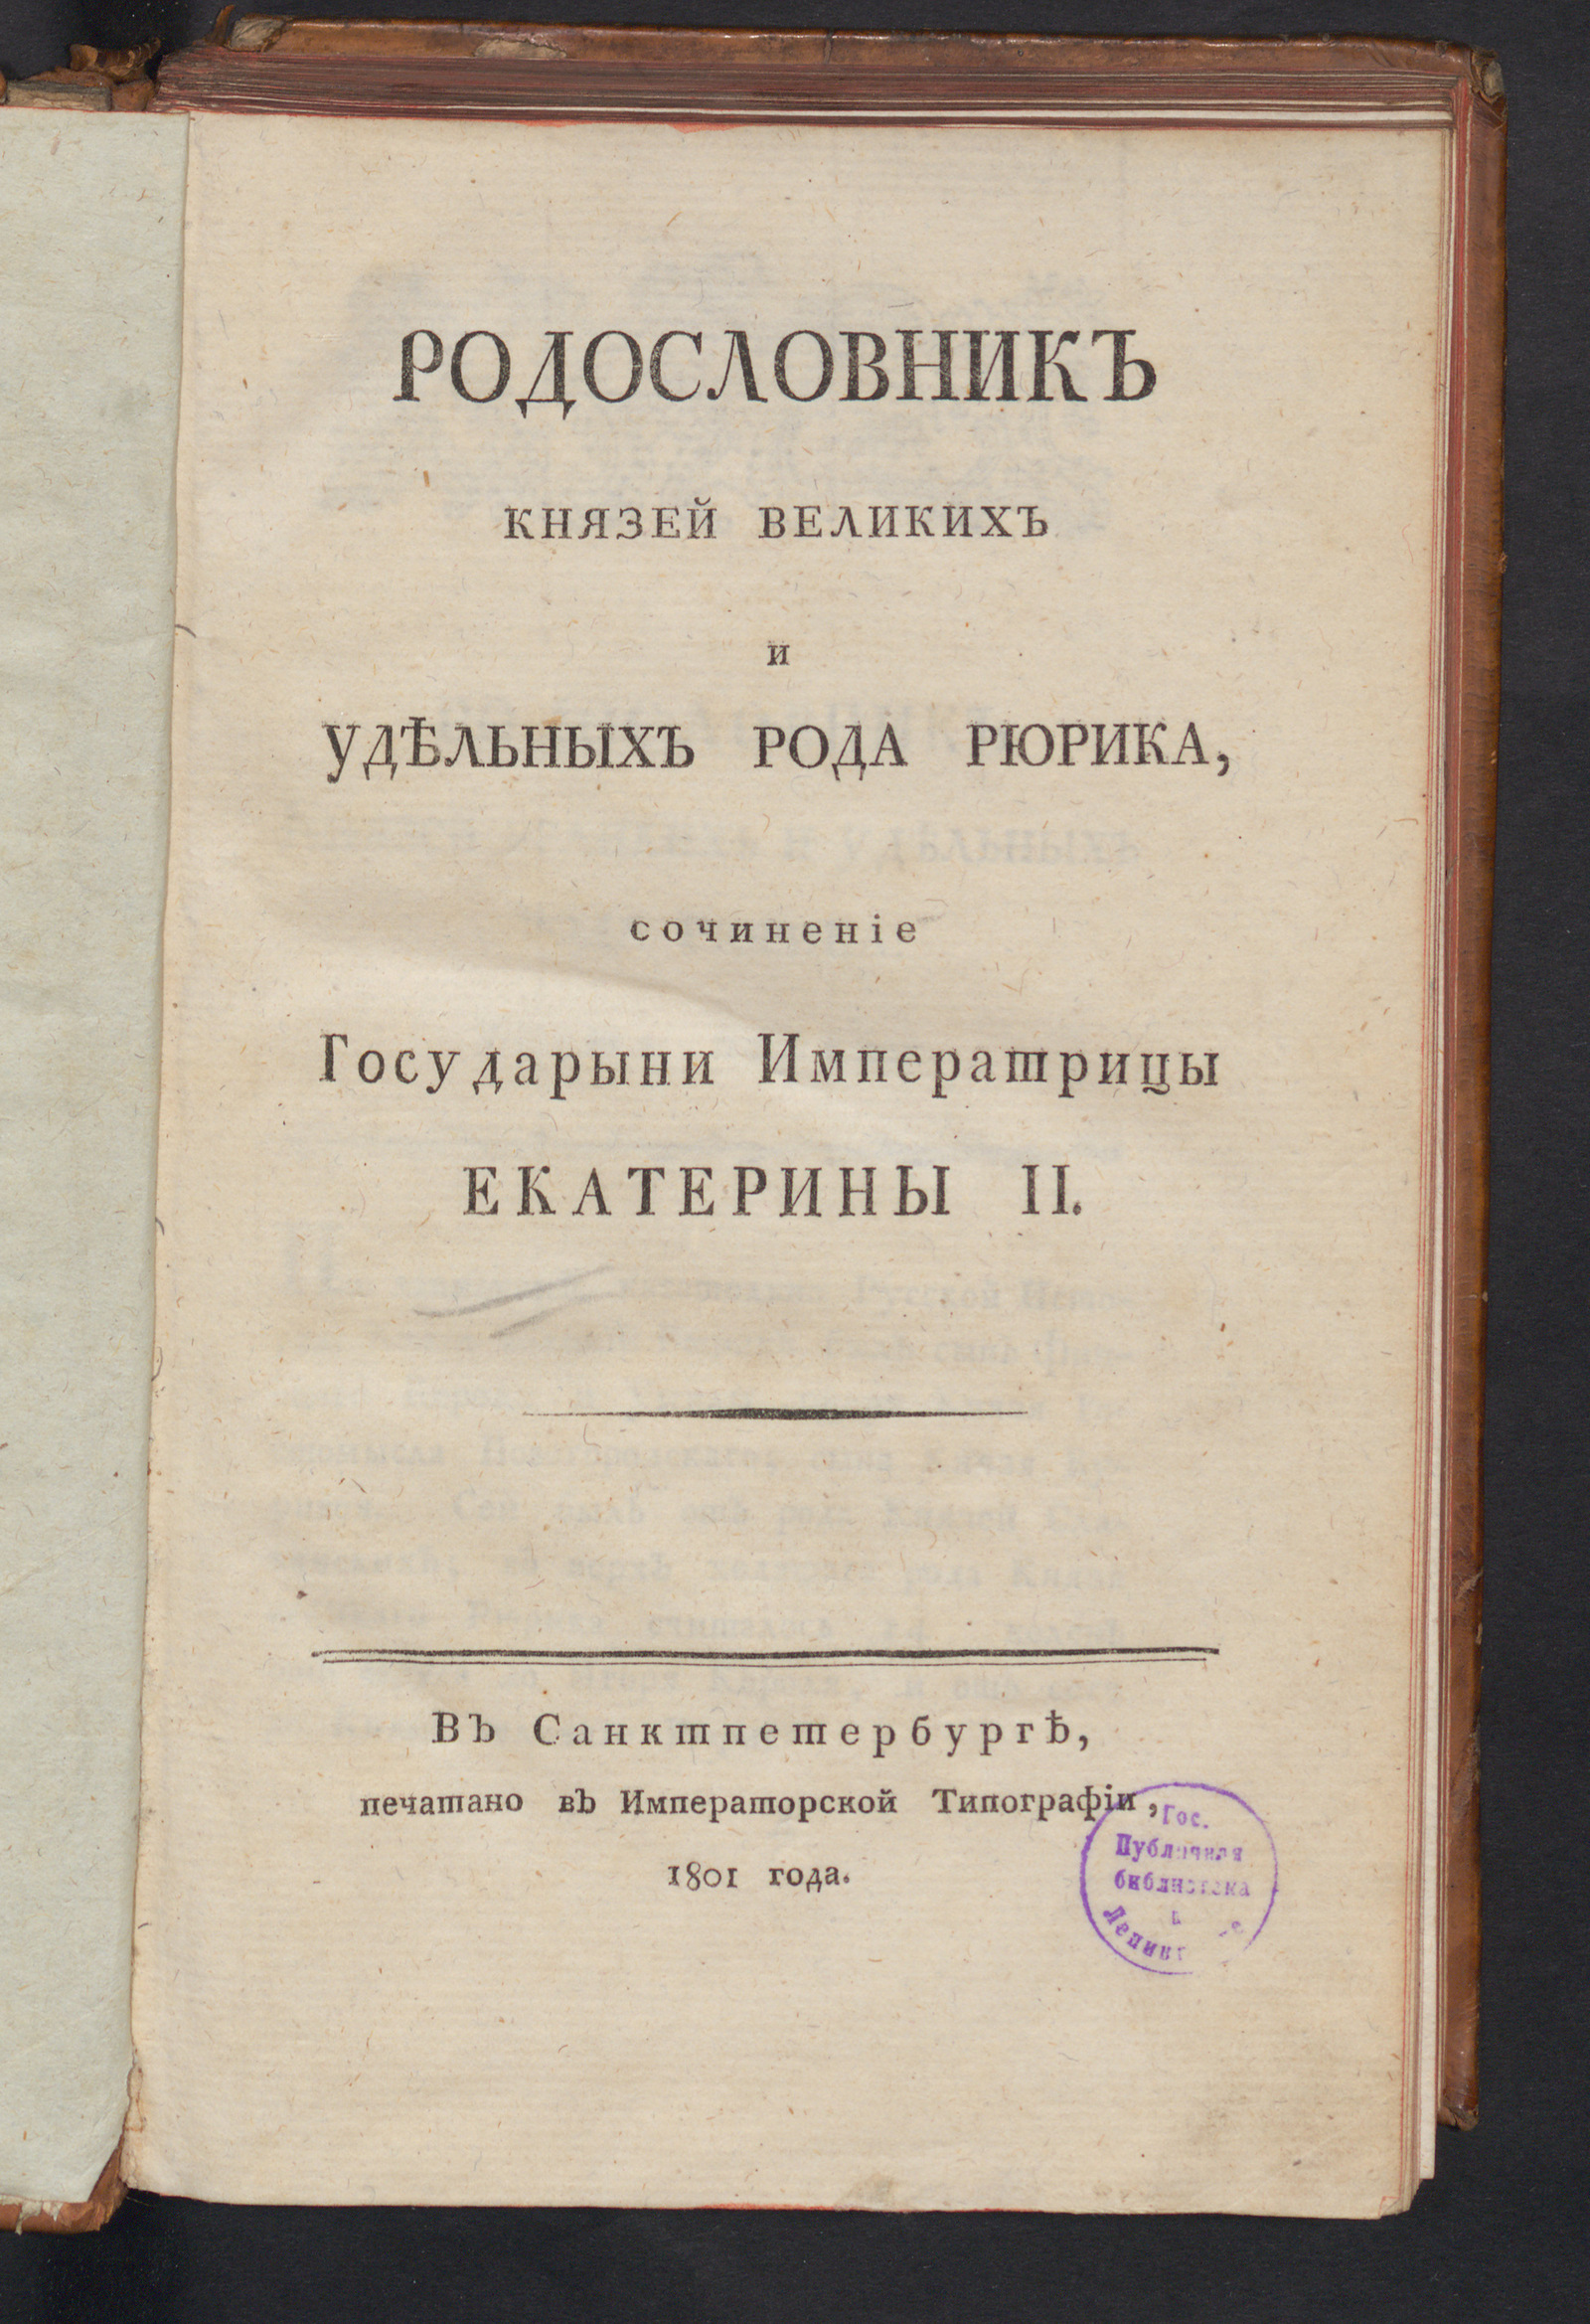 РОДОСЛОВНИКЪ
КНЯЗЕЙ ВЕЛИКИХЪ
И
УДѢЛЬНЫХЪ РОДА РЮРИКА,
сочиненіе
Государыни Императрицы
ЕКАТЕРИНЫ II.
Въ Санктпетербургѣ,
печатано въ Императорской Типографіи,
1801 года.
Гос.
Публичная
библиотека